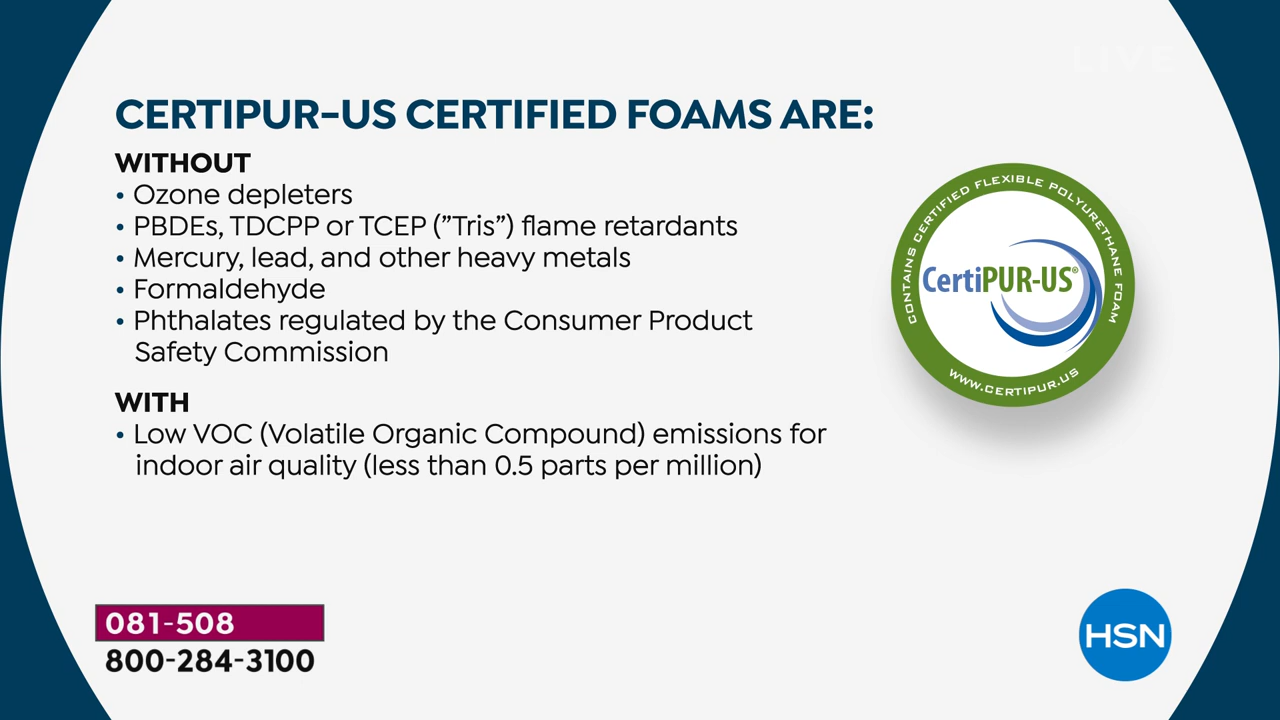 LIVE
CERTIPUR-US CERTIFIED FOAMS ARE:
WITHOUT
• Ozone depleters
• PBDEs, TDCPP or TCEP (”Tris”) flame retardants
• Mercury, lead, and other heavy metals
• Formaldehyde
• Phthalates regulated by the Consumer Product
Safety Commission
WITH
• Low VOC (Volatile Organic Compound) emissions for
indoor air quality (less than 0.5 parts per million)
CONTAINS CERTIFIED FLEXIBLE POLYURETHANE FOAM
CertiPUR-US®
WWW.CERTIPUR.US
081-508
800-284-3100
HSN